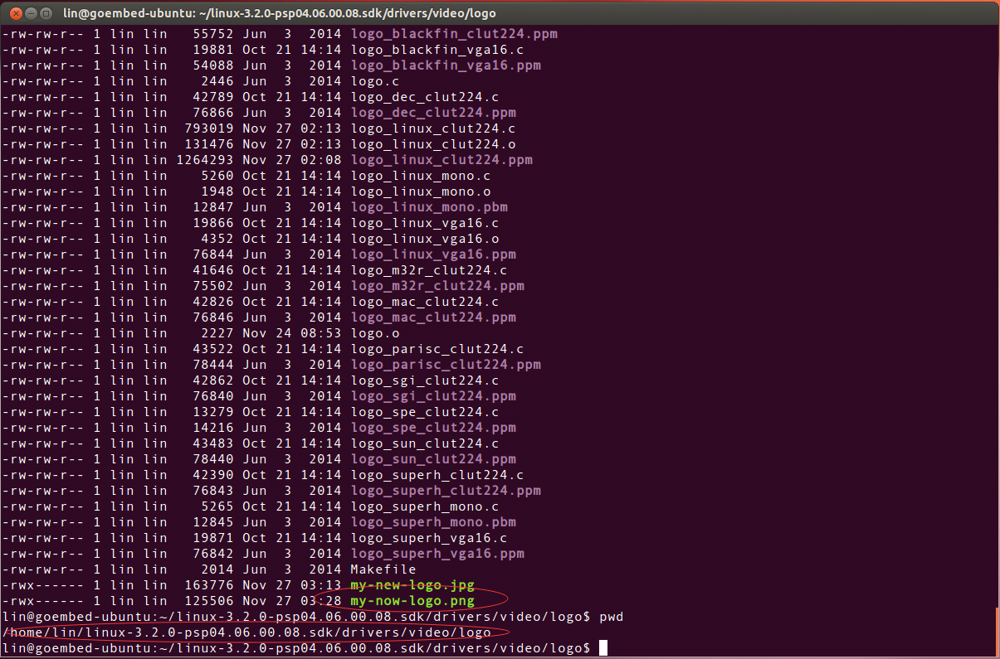 lin@goembed-ubuntu: ~/linux-3.2.0-psp04.06.00.08.sdk/drivers/video/logo
-rw-rw-r-- 1 lin lin   55752 Jun  3  2014 logo_blackfin_clut224.ppm
-rw-rw-r-- 1 lin lin   19881 Oct 21 14:14 logo_blackfin_vga16.c
-rw-rw-r-- 1 lin lin   54088 Jun  3  2014 logo_blackfin_vga16.ppm
-rw-rw-r-- 1 lin lin    2446 Jun  3  2014 logo.c
-rw-rw-r-- 1 lin lin   42789 Oct 21 14:14 logo_dec_clut224.c
-rw-rw-r-- 1 lin lin   76866 Jun  3  2014 logo_dec_clut224.ppm
-rw-rw-r-- 1 lin lin  793019 Nov 27 02:13 logo_linux_clut224.c
-rw-rw-r-- 1 lin lin  131476 Nov 27 02:13 logo_linux_clut224.o
-rw-rw-r-- 1 lin lin 1264293 Nov 27 02:08 logo_linux_clut224.ppm
-rw-rw-r-- 1 lin lin    5260 Oct 21 14:14 logo_linux_mono.c
-rw-rw-r-- 1 lin lin    1948 Oct 21 14:14 logo_linux_mono.o
-rw-rw-r-- 1 lin lin   12847 Jun  3  2014 logo_linux_mono.pbm
-rw-rw-r-- 1 lin lin   19866 Oct 21 14:14 logo_linux_vga16.c
-rw-rw-r-- 1 lin lin    4352 Oct 21 14:14 logo_linux_vga16.o
-rw-rw-r-- 1 lin lin   76844 Jun  3  2014 logo_linux_vga16.ppm
-rw-rw-r-- 1 lin lin   41646 Oct 21 14:14 logo_m32r_clut224.c
-rw-rw-r-- 1 lin lin   75502 Jun  3  2014 logo_m32r_clut224.ppm
-rw-rw-r-- 1 lin lin   42826 Oct 21 14:14 logo_mac_clut224.c
-rw-rw-r-- 1 lin lin   76846 Jun  3  2014 logo_mac_clut224.ppm
-rw-rw-r-- 1 lin lin    2227 Nov 24 08:53 logo.o
-rw-rw-r-- 1 lin lin   43522 Oct 21 14:14 logo_parisc_clut224.c
-rw-rw-r-- 1 lin lin   78444 Jun  3  2014 logo_parisc_clut224.ppm
-rw-rw-r-- 1 lin lin   42862 Oct 21 14:14 logo_sgi_clut224.c
-rw-rw-r-- 1 lin lin   76840 Jun  3  2014 logo_sgi_clut224.ppm
-rw-rw-r-- 1 lin lin   13279 Oct 21 14:14 logo_spe_clut224.c
-rw-rw-r-- 1 lin lin   14216 Jun  3  2014 logo_spe_clut224.ppm
-rw-rw-r-- 1 lin lin   43483 Oct 21 14:14 logo_sun_clut224.c
-rw-rw-r-- 1 lin lin   78440 Jun  3  2014 logo_sun_clut224.ppm
-rw-rw-r-- 1 lin lin   42390 Oct 21 14:14 logo_superh_clut224.c
-rw-rw-r-- 1 lin lin   76843 Jun  3  2014 logo_superh_clut224.ppm
-rw-rw-r-- 1 lin lin    5265 Oct 21 14:14 logo_superh_mono.c
-rw-rw-r-- 1 lin lin   12845 Jun  3  2014 logo_superh_mono.pbm
-rw-rw-r-- 1 lin lin   19871 Oct 21 14:14 logo_superh_vga16.c
-rw-rw-r-- 1 lin lin   76842 Jun  3  2014 logo_superh_vga16.ppm
-rw-rw-r-- 1 lin lin    2014 Jun  3  2014 Makefile
-rwx------ 1 lin lin  163776 Nov 27 03:13 my-new-logo.jpg
-rwx------ 1 lin lin  125506 Nov 27 03:28 my-now-logo.png
lin@goembed-ubuntu:~/linux-3.2.0-psp04.06.00.08.sdk/drivers/video/logo$ pwd
/home/lin/linux-3.2.0-psp04.06.00.08.sdk/drivers/video/logo
lin@goembed-ubuntu:~/linux-3.2.0-psp04.06.00.08.sdk/drivers/video/logo$